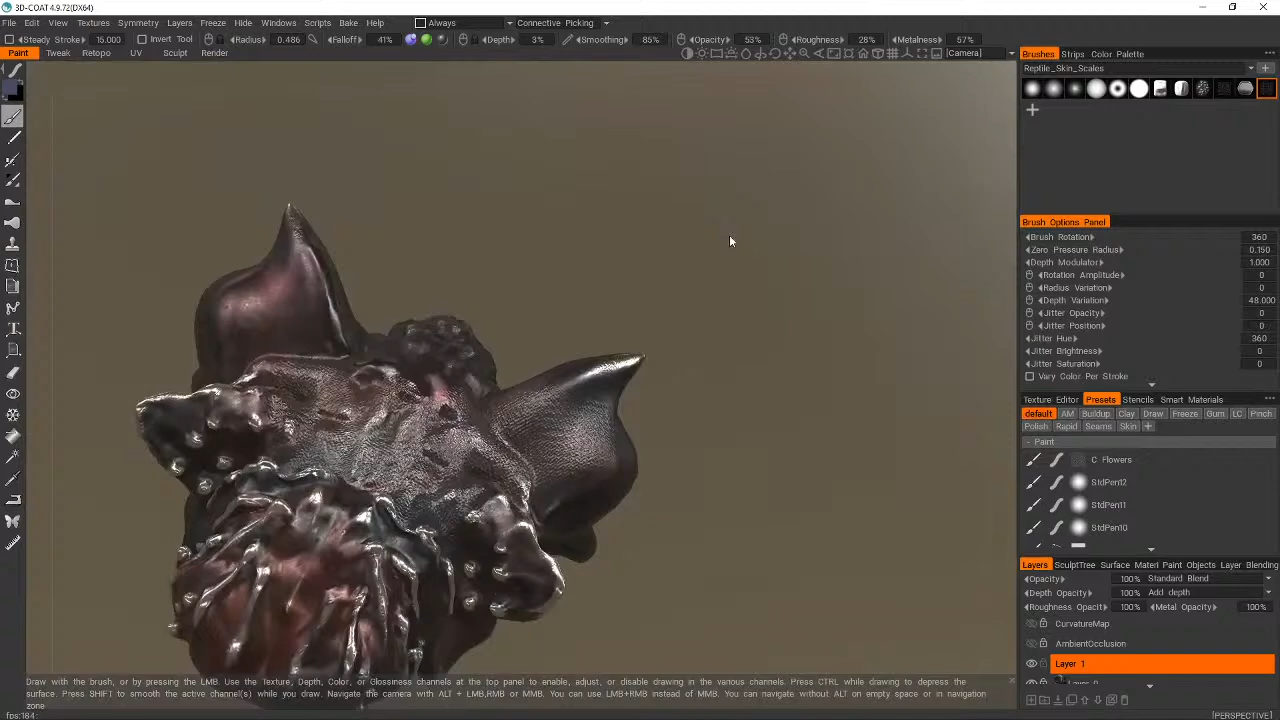 3D-COAT 4.9.72(DX64)
File Edit View Textures Symmetry Layers Freeze Hide Windows Scripts Bake Help Always Connective Picking
Steady Stroke 15.000 Invert Tool Radius 0.486 Falloff 41% Depth 3% Smoothing 85% Opacity 53% Roughness 28% Metalness 57%
Paint Tweak Retopo UV Sculpt Render [Camera]
Brushes Strips Color Palette
Reptile_Skin_Scales
Brush Options Panel
Brush Rotation 360
Zero Pressure Radius 0.150
Depth Modulator 1.000
Rotation Amplitude 0
Radius Variation 0
Depth Variation 48.000
Jitter Opacity 0
Jitter Position 0
Jitter Hue 360
Jitter Brightness 0
Jitter Saturation 0
Vary Color Per Stroke
Texture Editor Presets Stencils Smart Materials
default AM Buildup Clay Draw Freeze Gum LC Pinch
Polish Rapid Seams Skin
- Paint
C Flowers
StdPen12
StdPen11
StdPen10
Layers SculptTree Surface Materi Paint Objects Layer Blending
Opacity 100% Standard Blend
Depth Opacity 100% Add depth
Roughness Opacit 100% Metal Opacity 100%
CurvatureMap
AmbientOcclusion
Layer 1
Layer 0
Draw with the brush, or by pressing the LMB. Use the Texture, Depth, Color, or Glossiness channels at the top panel to enable, adjust, or disable drawing in the various channels. Press CTRL while drawing to depress the
surface. Press SHIFT to smooth the active channel(s) while you draw. Navigate the camera with ALT + LMB,RMB or MMB. You can use LMB+RMB instead of MMB. You can navigate without ALT on empty space or in navigation
zone
fps:184; [PERSPECTIVE]